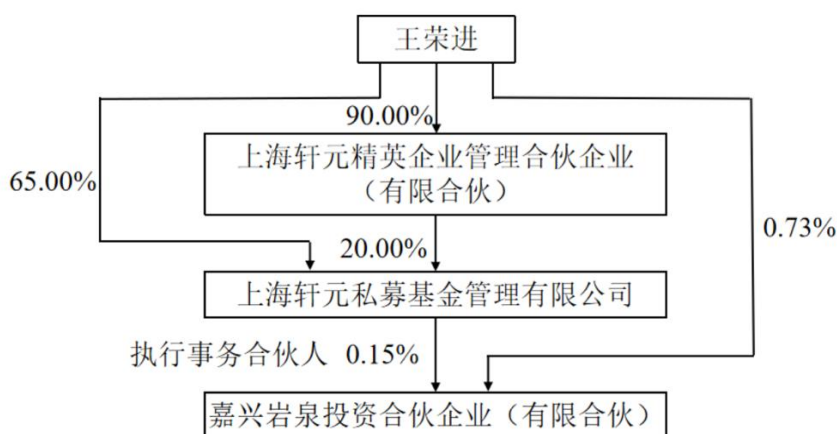 王荣进
90.00%
上海轩元精英企业管理合伙企业
（有限合伙）
65.00%
0.73%
20.00%
上海轩元私募基金管理有限公司
执行事务合伙人 0.15%
嘉兴岩泉投资合伙企业（有限合伙）